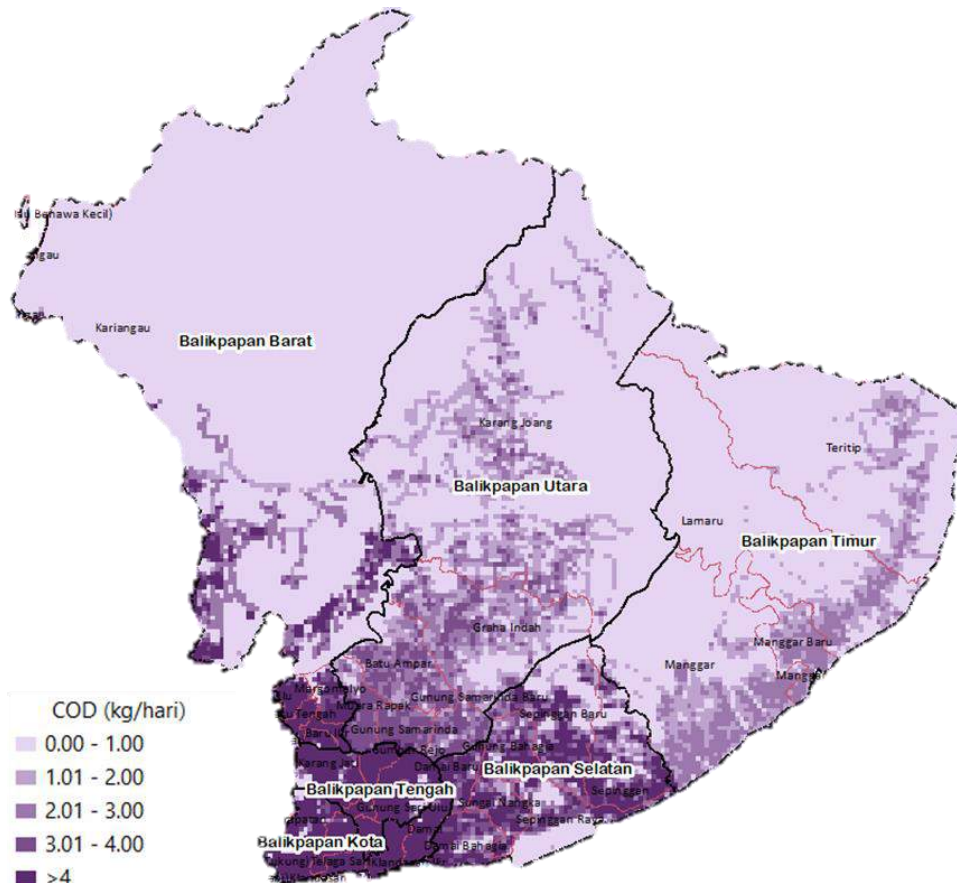 Kariangau
Balikpapan Barat
Karang Joang
Teritip
Balikpapan Utara
Lamaru
Balikpapan Timur
Graha Indah
Manggar Baru
Batu Ampar
Manggar
Margomulyo
Gunung Samarinda Baru
Muara Rapak
Sepinggan Baru
Gunung Samarinda
Gunung Bahagia
Damai Baru
Balikpapan Selatan
Balikpapan Tengah
Sepinggan
Sungai Nangka
Sepinggan Raya
Damai
Balikpapan Kota
Damai Bahagia
COD (kg/hari)
0.00 - 1.00
1.01 - 2.00
2.01 - 3.00
3.01 - 4.00
>4